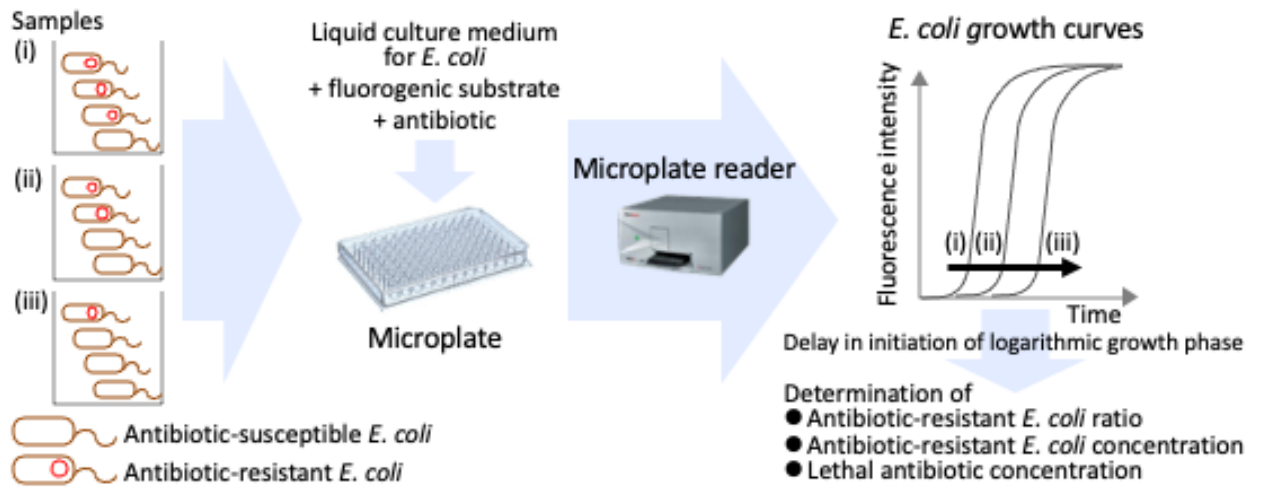 Samples
(i)
(ii)
(iii)
Antibiotic-susceptible E. coli
Antibiotic-resistant E. coli
Liquid culture medium
for E. coli
+ fluorogenic substrate
+ antibiotic
Microplate
Microplate reader
E. coli growth curves
Fluorescence intensity
(i) (ii) (iii)
Time
Delay in initiation of logarithmic growth phase
Determination of
● Antibiotic-resistant E. coli ratio
● Antibiotic-resistant E. coli concentration
● Lethal antibiotic concentration